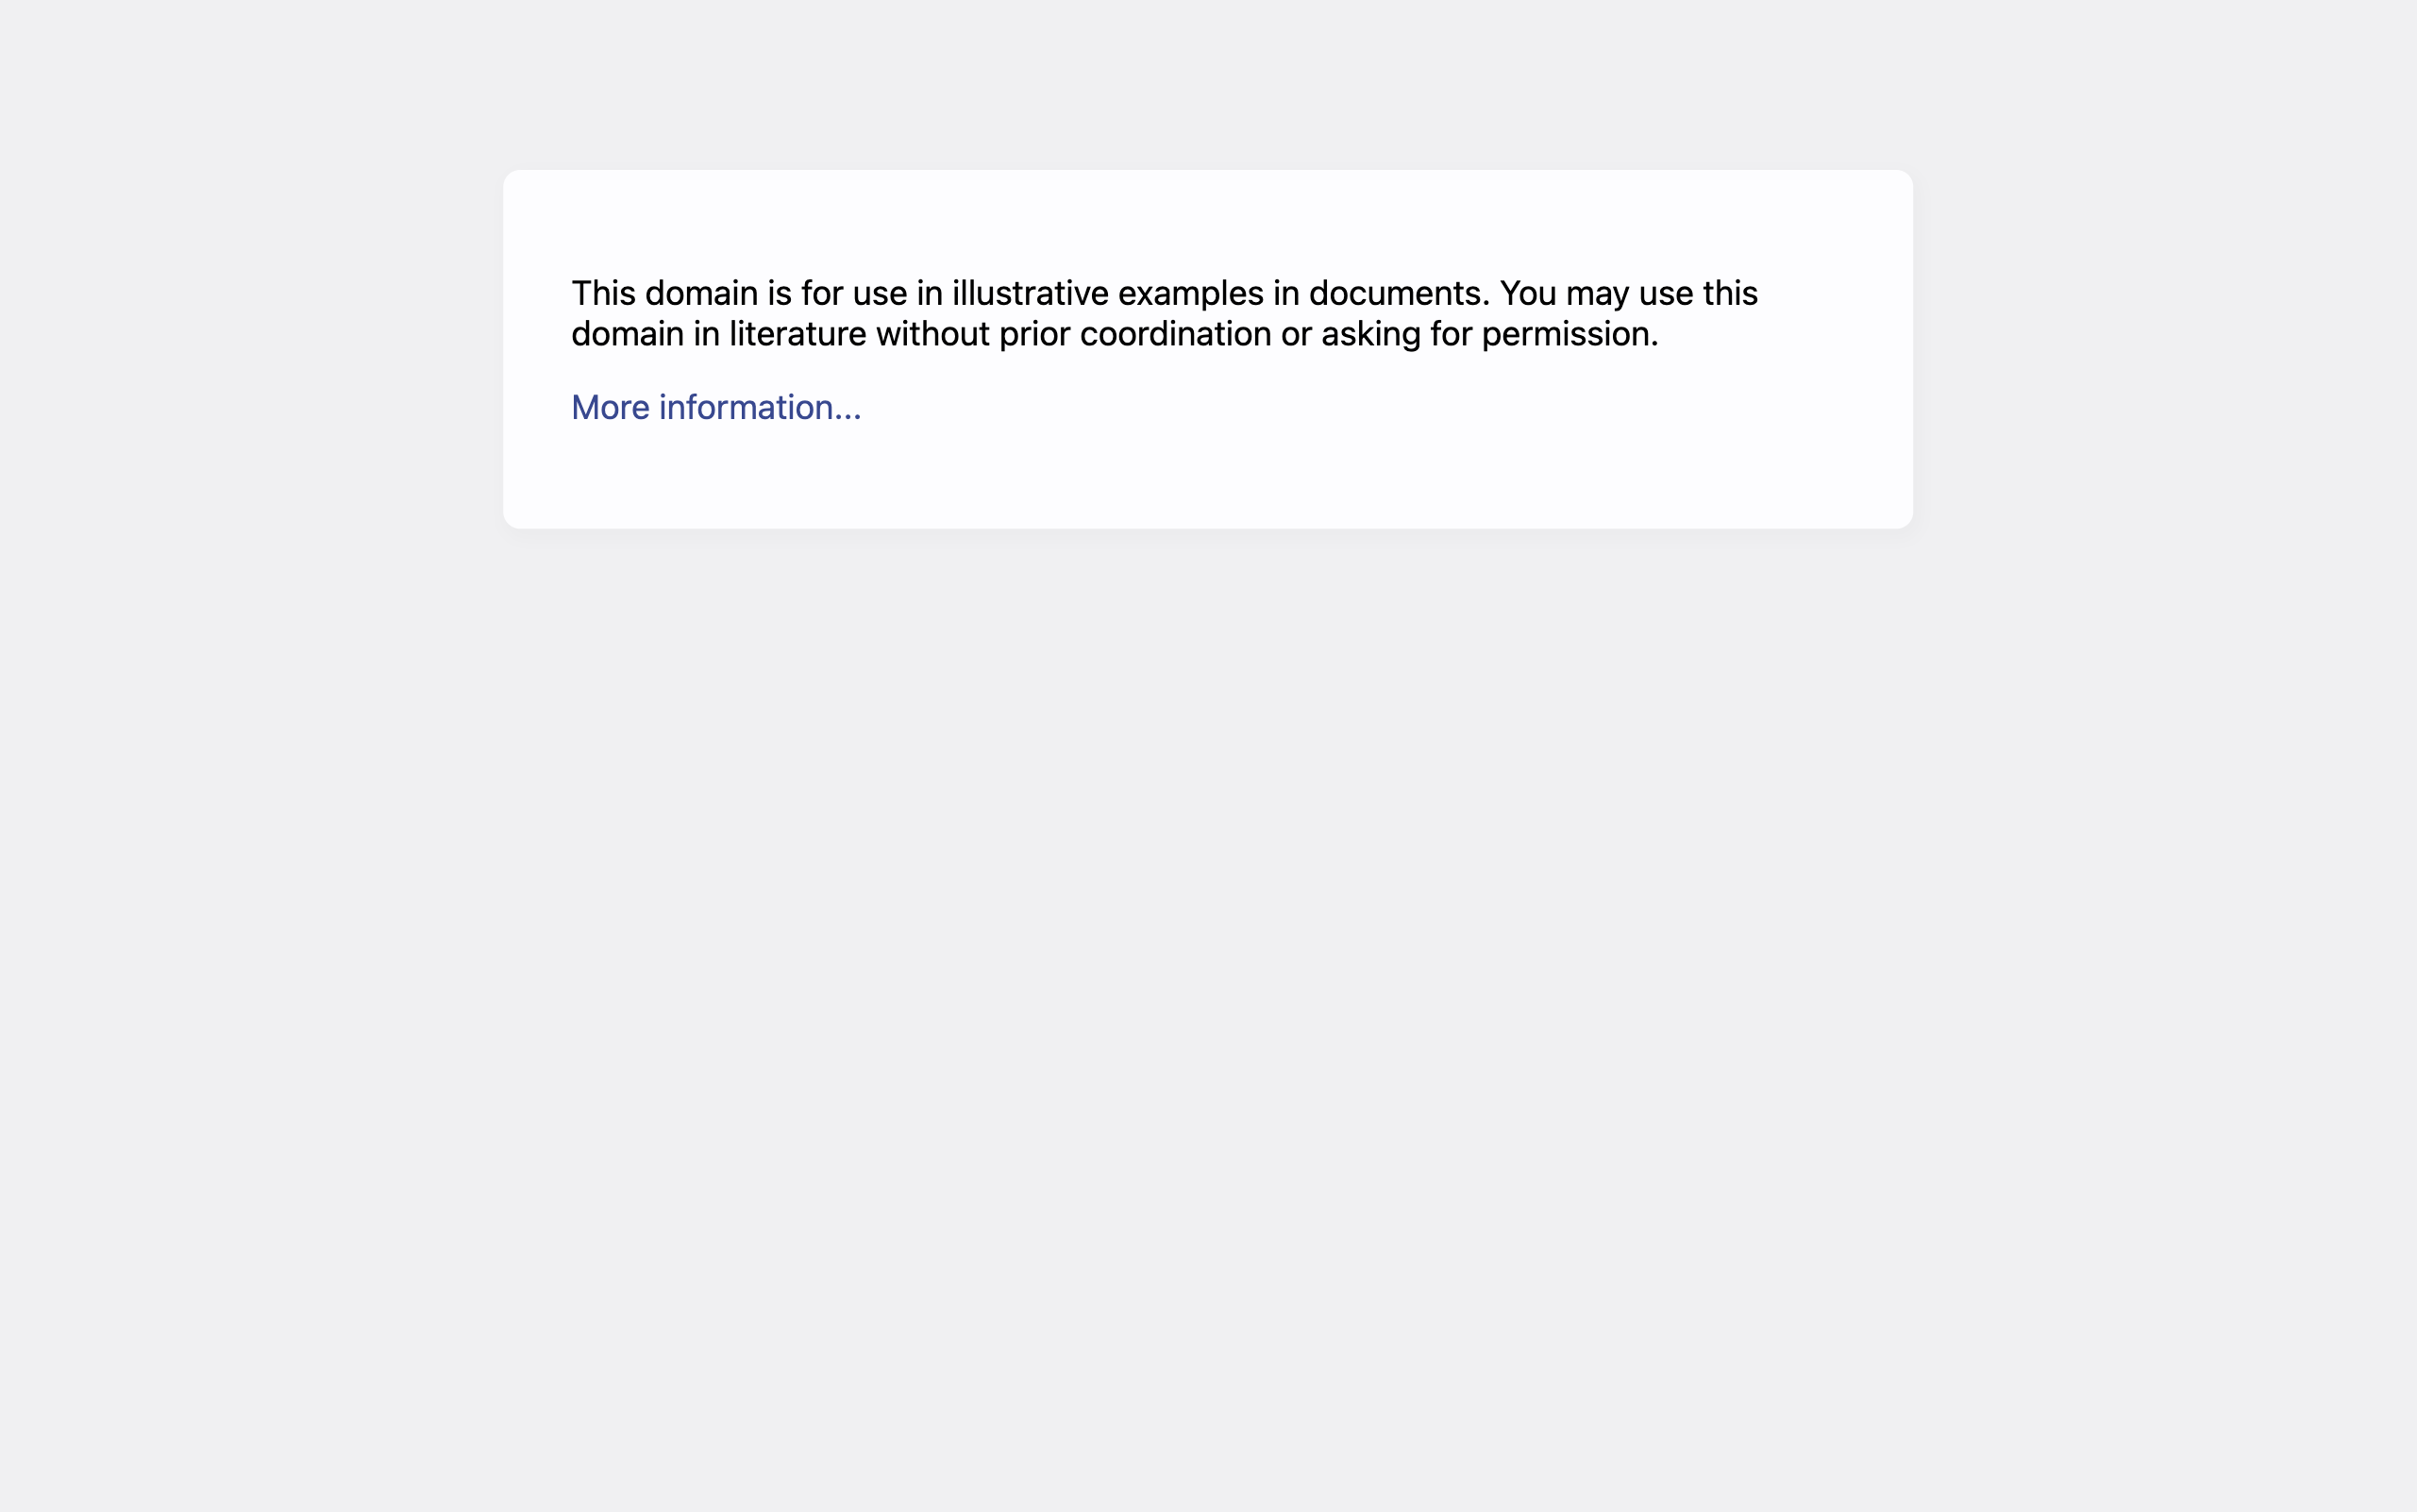 This domain is for use in illustrative examples in documents. You may use this
domain in literature without prior coordination or asking for permission.
More information...